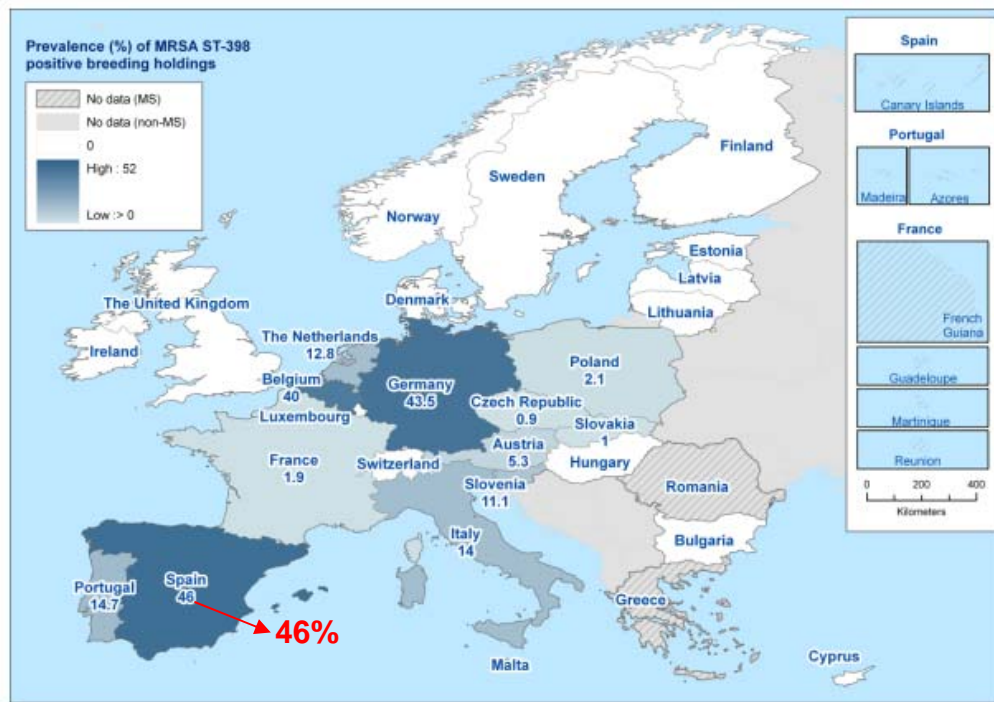 Prevalence (%) of MRSA ST-398
positive breeding holdings
No data (MS)
No data (non-MS)
0
High : 52
Low :> 0
Finland
Sweden
Norway
Estonia
Latvia
Lithuania
Denmark
The United Kingdom
Ireland
The Netherlands
12.8
Belgium
40
Luxembourg
Germany
43.5
Poland
2.1
Czech Republic
0.9
Slovakia
1
Austria
5.3
Hungary
Switzerland
France
1.9
Slovenia
11.1
Romania
Italy
14
Bulgaria
Portugal
14.7
Spain
46
46%
Greece
Malta
Cyprus
Spain
Canary Islands
Portugal
Madeira
Azores
France
French
Guiana
Guadeloupe
Martinique
Reunion
0 200 400
Kilometers